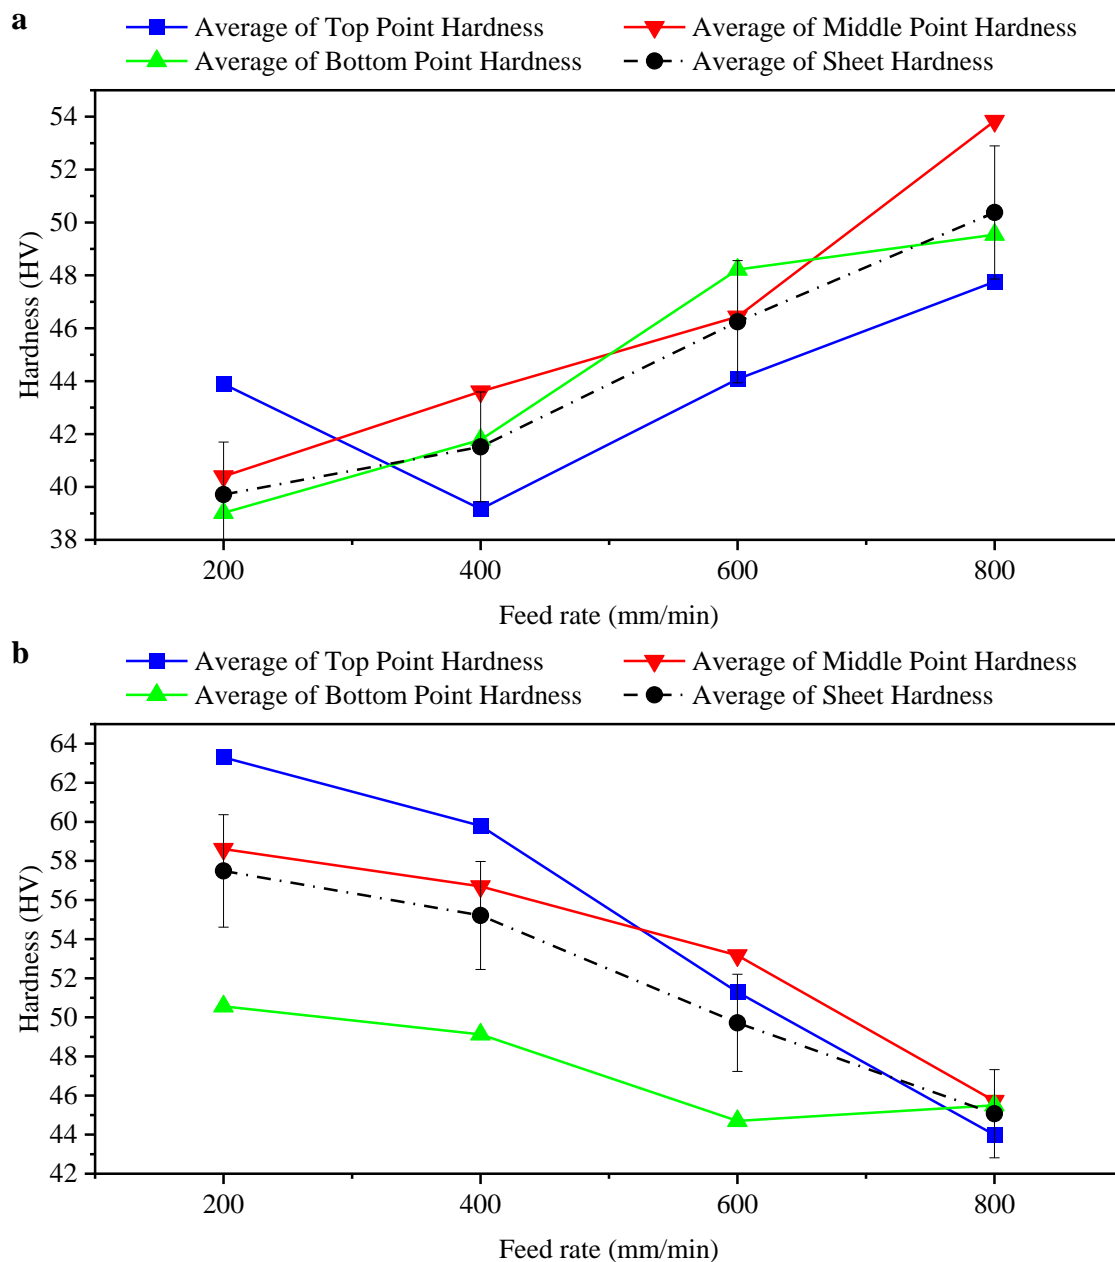 a
Average of Top Point Hardness
Average of Middle Point Hardness
Average of Bottom Point Hardness
Average of Sheet Hardness
Hardness (HV)
54
52
50
48
46
44
42
40
38
200 400 600 800
Feed rate (mm/min)
b
Average of Top Point Hardness
Average of Middle Point Hardness
Average of Bottom Point Hardness
Average of Sheet Hardness
Hardness (HV)
64
62
60
58
56
54
52
50
48
46
44
42
200 400 600 800
Feed rate (mm/min)